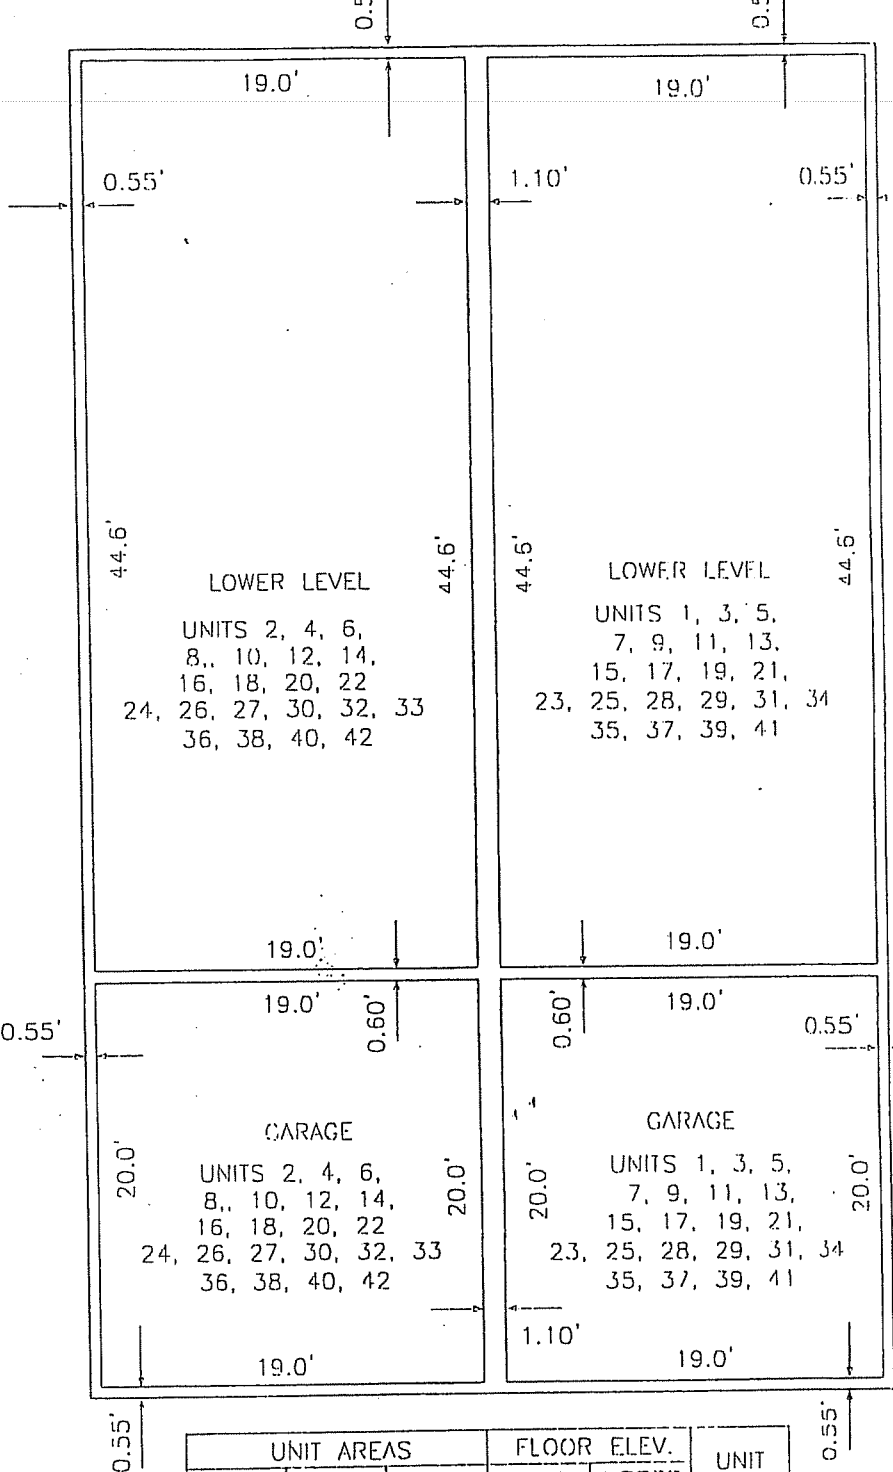 19.0'
19.0'
0.55'
1.10'
0.55'
44.6'
44.6'
44.6'
44.6'
LOWER LEVEL
UNITS 2, 4, 6,
8,, 10, 12, 14,
16, 18, 20, 22
24, 26, 27, 30, 32, 33
36, 38, 40, 42
LOWER LEVEL
UNITS 1, 3, 5,
7, 9, 11, 13,
15, 17, 19, 21,
23, 25, 28, 29, 31, 34
35, 37, 39, 41
19.0'
19.0'
19.0'
0.60'
0.60'
19.0'
0.55'
0.55'
GARAGE
UNITS 2, 4, 6,
8,, 10, 12, 14,
16, 18, 20, 22
24, 26, 27, 30, 32, 33
36, 38, 40, 42
20.0'
20.0'
GARAGE
UNITS 1, 3, 5,
7, 9, 11, 13,
15, 17, 19, 21,
23, 25, 28, 29, 31, 34
35, 37, 39, 41
20.0'
20.0'
1.10'
19.0'
19.0'
0.55'
0.55'
UNIT AREAS
FLOOR ELEV.
UNIT